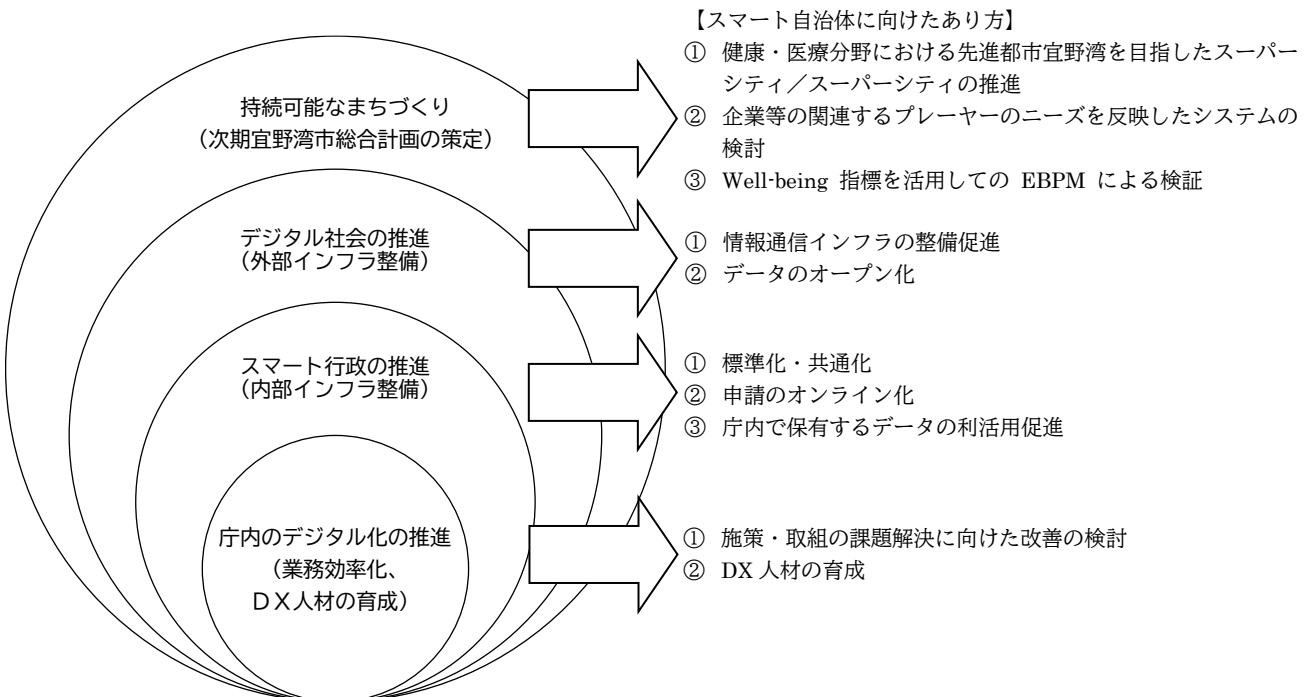 【スマート自治体に向けたあり方】
① 健康・医療分野における先進都市宜野湾を目指したスーパー
シティ／スーパーシティの推進
② 企業等の関連するプレーヤーのニーズを反映したシステムの
検討
③ Well-being 指標を活用しての EBPM による検証
持続可能なまちづくり
（次期宜野湾市総合計画の策定）
デジタル社会の推進
（外部インフラ整備）
① 情報通信インフラの整備促進
② データのオープン化
スマート行政の推進
（内部インフラ整備）
① 標準化・共通化
② 申請のオンライン化
③ 庁内で保有するデータの利活用促進
庁内のデジタル化の推進
（業務効率化、
ＤＸ人材の育成）
① 施策・取組の課題解決に向けた改善の検討
② DX 人材の育成